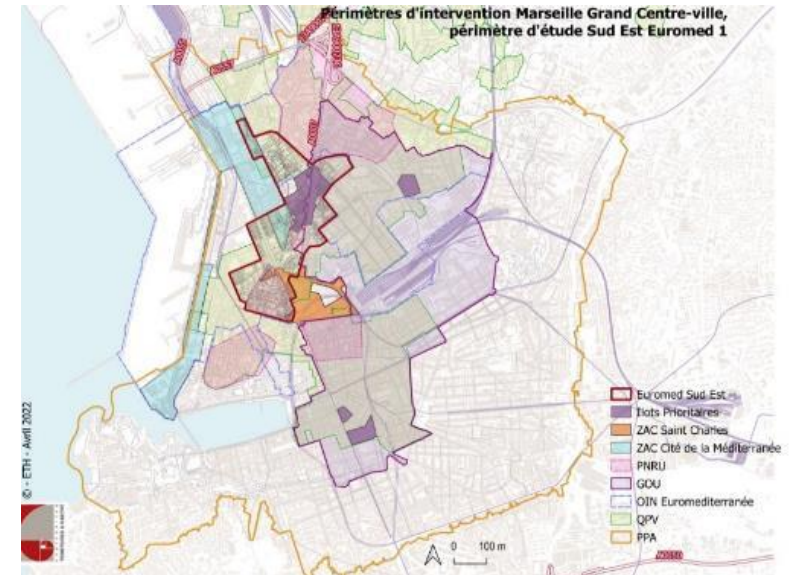 Périmètres d'intervention Marseille Grand Centre-ville,
périmètre d'étude Sud Est Euromed 1
Euromed Sud Est
Ilots Prioritaires
ZAC Saint Charles
ZAC Cité de la Méditerranée
PNRU
GOU
OIN Euromediterranée
QPV
PPA
0 100 m
© - ETH - Avril 2022